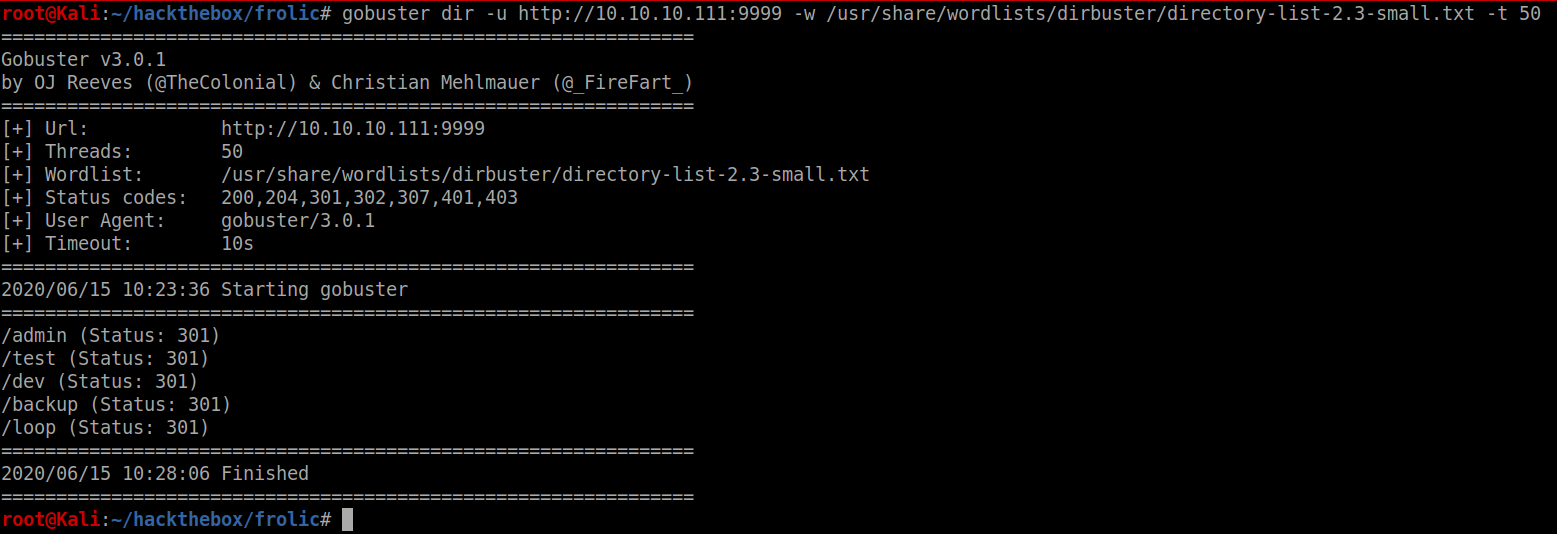 root@Kali:~/hackthebox/frolic# gobuster dir -u http://10.10.10.111:9999 -w /usr/share/wordlists/dirbuster/directory-list-2.3-small.txt -t 50
===============================================================
Gobuster v3.0.1
by OJ Reeves (@TheColonial) & Christian Mehlmauer (@_FireFart_)
===============================================================
[+] Url:            http://10.10.10.111:9999
[+] Threads:        50
[+] Wordlist:       /usr/share/wordlists/dirbuster/directory-list-2.3-small.txt
[+] Status codes:   200,204,301,302,307,401,403
[+] User Agent:     gobuster/3.0.1
[+] Timeout:        10s
===============================================================
2020/06/15 10:23:36 Starting gobuster
===============================================================
/admin (Status: 301)
/test (Status: 301)
/dev (Status: 301)
/backup (Status: 301)
/loop (Status: 301)
===============================================================
2020/06/15 10:28:06 Finished
===============================================================
root@Kali:~/hackthebox/frolic#